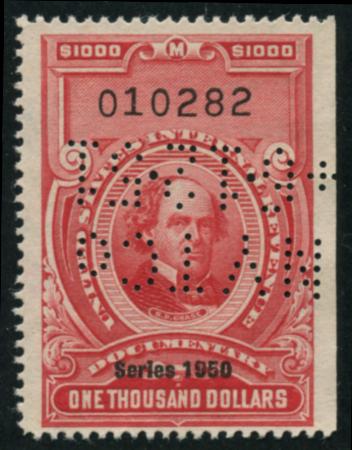 $1000 M $1000
010282
UNITED STATES INTERNAL REVENUE
S.P. CHASE
DOCUMENTARY
Series 1950
ONE THOUSAND DOLLARS